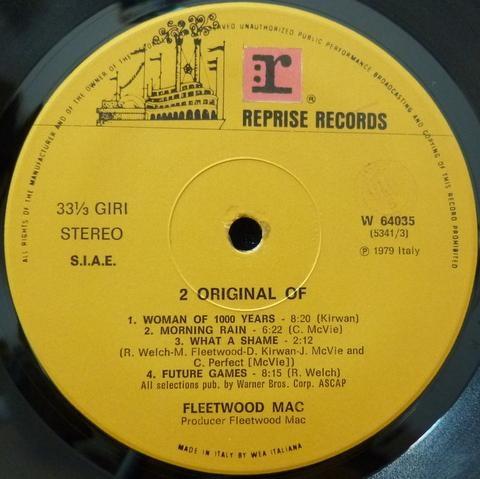 ALL RIGHTS OF THE MANUFACTURER AND OF THE OWNER OF THE
SAVED UNAUTHORIZED PUBLIC PERFORMANCE BROADCASTING AND COPYING OF THIS RECORD PROHIBITED
r
®
REPRISE RECORDS
33⅓ GIRI
STEREO
S.I.A.E.
W 64035
(5341/3)
℗ 1979 Italy
2 ORIGINAL OF
1. WOMAN OF 1000 YEARS - 8:20 (Kirwan)
2. MORNING RAIN - 6:22 (C. McVie)
3. WHAT A SHAME - 2:12
(R. Welch-M. Fleetwood-D. Kirwan-J. McVie and
C. Perfect [McVie])
4. FUTURE GAMES - 8:15 (R. Welch)
All selections pub. by Warner Bros. Corp. ASCAP
FLEETWOOD MAC
Producer Fleetwood Mac
MADE IN ITALY BY WEA ITALIANA